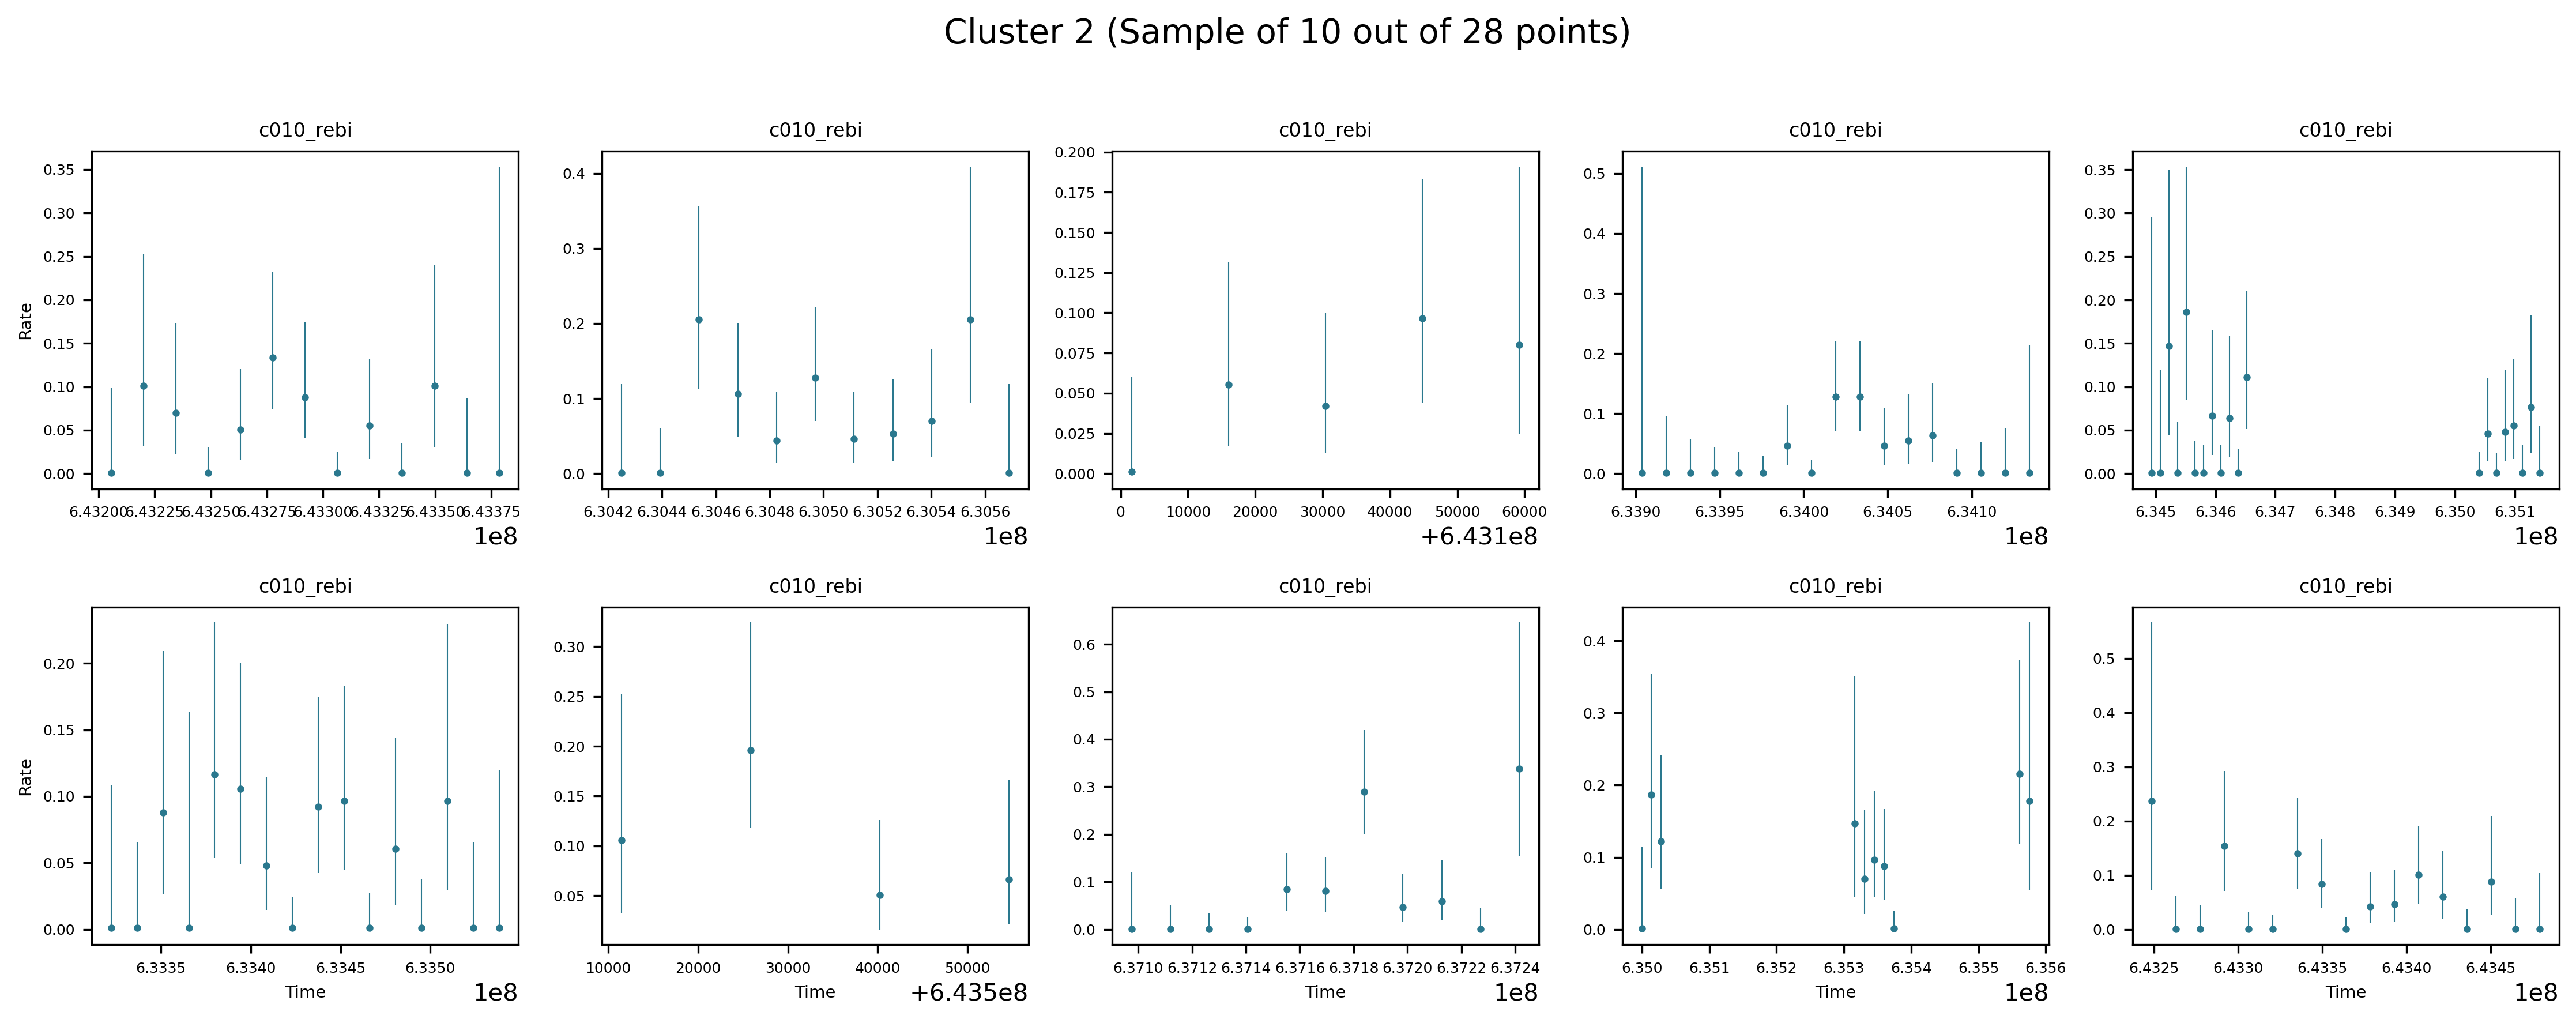 Cluster 2 (Sample of 10 out of 28 points)
c010_rebi c010_rebi c010_rebi c010_rebi c010_rebi
Rate
0.35 0.30 0.25 0.20 0.15 0.10 0.05 0.00
6.43200 6.43225 6.43250 6.43275 6.43300 6.43325 6.43350 6.43375
1e8
0.4 0.3 0.2 0.1 0.0
6.3042 6.3044 6.3046 6.3048 6.3050 6.3052 6.3054 6.3056
1e8
0.200 0.175 0.150 0.125 0.100 0.075 0.050 0.025 0.000
0 10000 20000 30000 40000 50000 60000
+6.431e8
0.5 0.4 0.3 0.2 0.1 0.0
6.3390 6.3395 6.3400 6.3405 6.3410
1e8
0.35 0.30 0.25 0.20 0.15 0.10 0.05 0.00
6.345 6.346 6.347 6.348 6.349 6.350 6.351
1e8
c010_rebi c010_rebi c010_rebi c010_rebi c010_rebi
Rate
0.20 0.15 0.10 0.05 0.00
6.3335 6.3340 6.3345 6.3350
Time 1e8
0.30 0.25 0.20 0.15 0.10 0.05
10000 20000 30000 40000 50000
Time +6.435e8
0.6 0.5 0.4 0.3 0.2 0.1 0.0
6.3710 6.3712 6.3714 6.3716 6.3718 6.3720 6.3722 6.3724
Time 1e8
0.4 0.3 0.2 0.1 0.0
6.350 6.351 6.352 6.353 6.354 6.355 6.356
Time 1e8
0.5 0.4 0.3 0.2 0.1 0.0
6.4325 6.4330 6.4335 6.4340 6.4345
Time 1e8